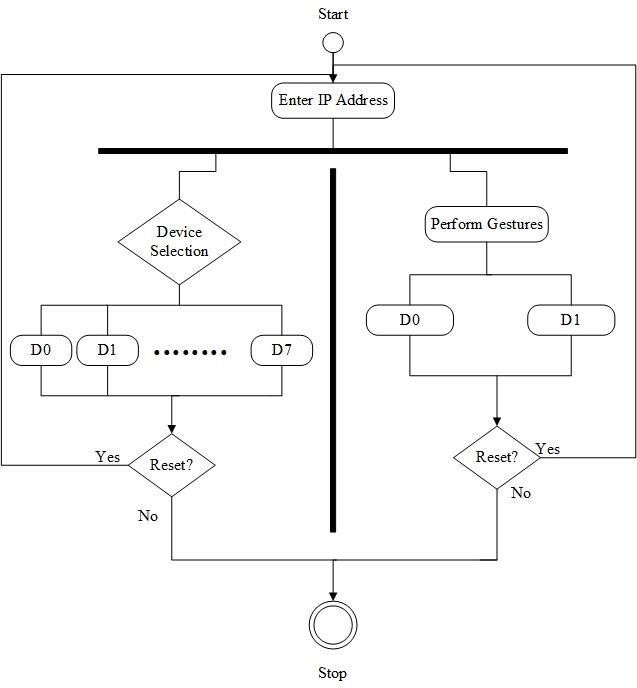 Start
Enter IP Address
Device
Selection
Perform Gestures
D0
D1
D0
D1
D7
Yes
Reset?
No
Reset?
Yes
No
Stop